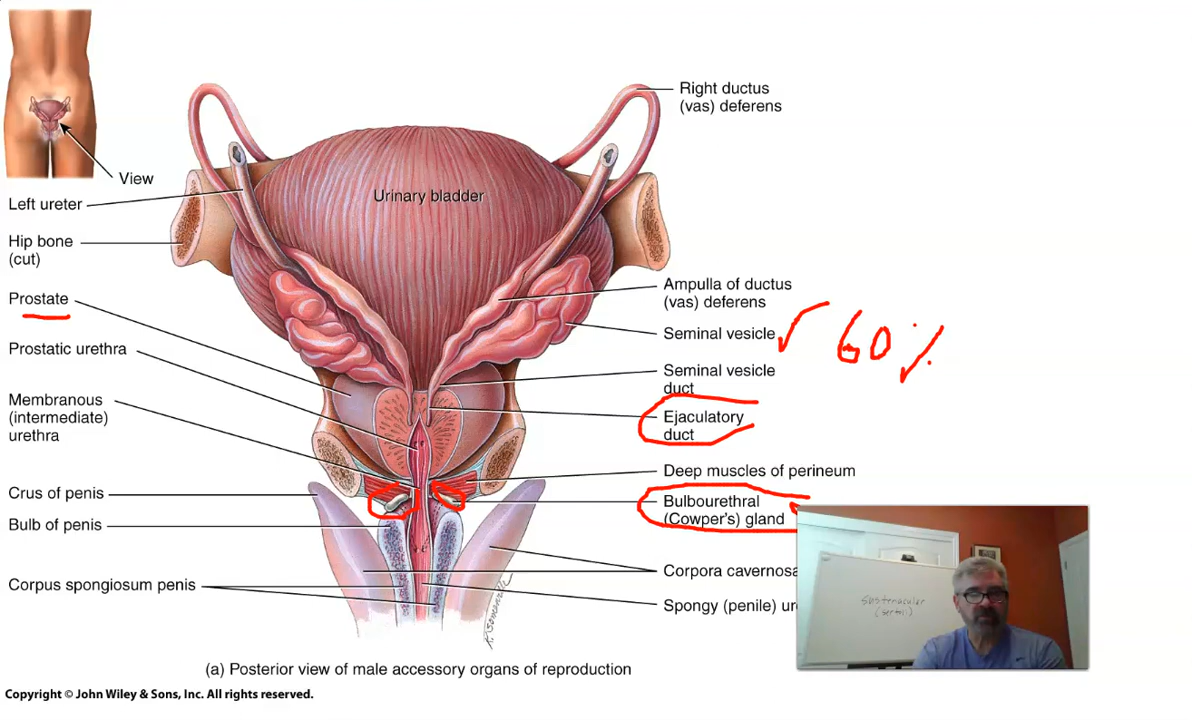 Right ductus
(vas) deferens
View
Left ureter
Hip bone
(cut)
Prostate
Prostatic urethra
Membranous
(intermediate)
urethra
Crus of penis
Bulb of penis
Corpus spongiosum penis
Urinary bladder
Ampulla of ductus
(vas) deferens
Seminal vesicle
60%
Seminal vesicle
duct
Ejaculatory
duct
Deep muscles of perineum
Bulbourethral
(Cowper's) gland
Corpora cavernosa
Spongy (penile) ur
Sustenacular
(sertoli)
(a) Posterior view of male accessory organs of reproduction
Copyright © John Wiley & Sons, Inc. All rights reserved.